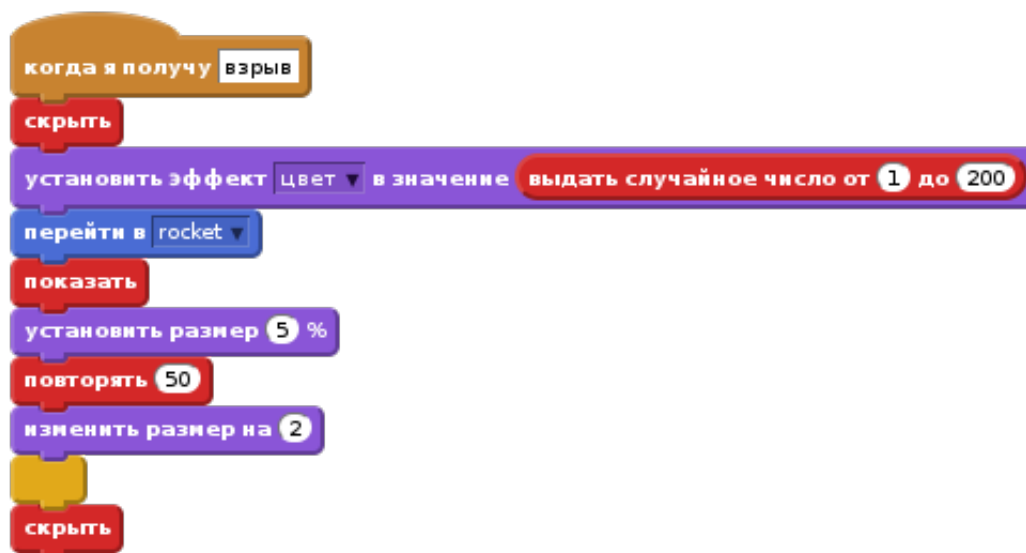 когда я получу взрыв
скрыть
установить эффект цвет в значение выдать случайное число от 1 до 200
перейти в rocket
показать
установить размер 5 %
повторять 50
изменить размер на 2
скрыть